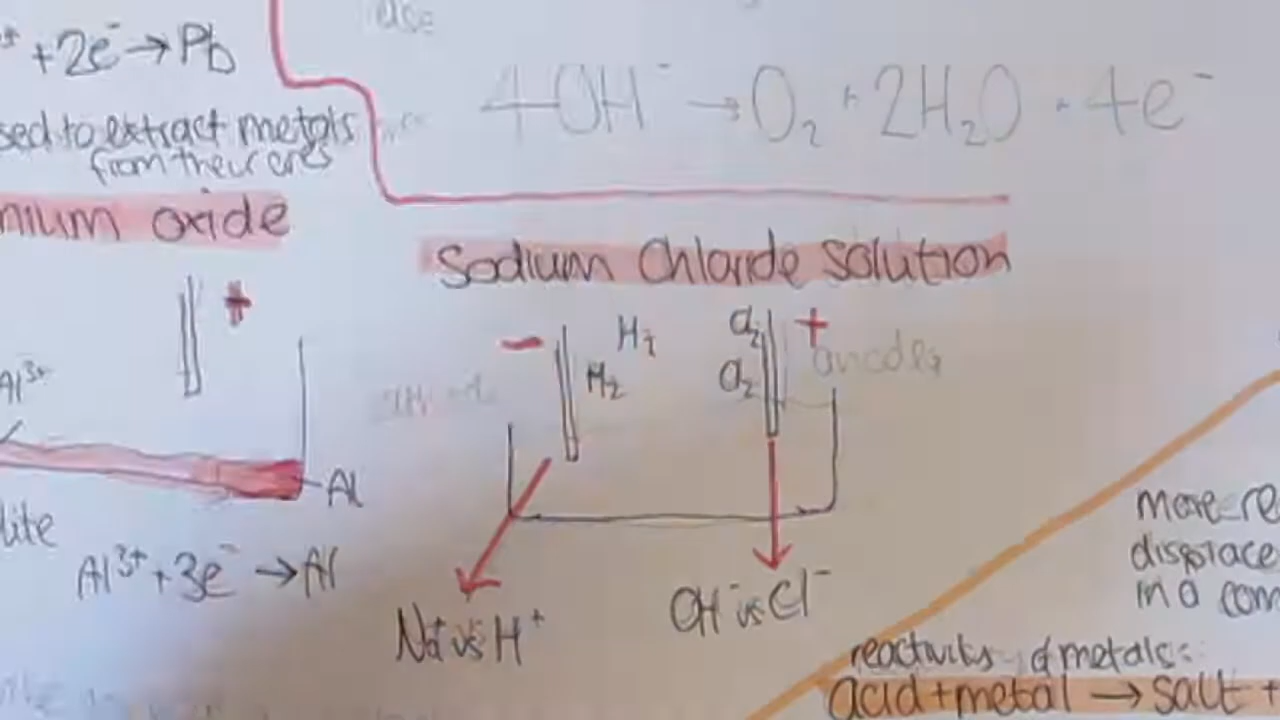 use
+2e⁻→Pb
4OH⁻ → O₂ + 2H₂O + 4e⁻
sed to extract metals
from their ores
nium oxide
Sodium Chloride solution
+
− H₂ Cl₂ +
H₂ Cl₂ anode
Al³⁺
Al
lite
Al³⁺+3e⁻ → Al
Na⁺ vs H⁺
OH⁻ vs Cl⁻
more re
displace
in a com
reactivity of metals:
acid+metal → salt +